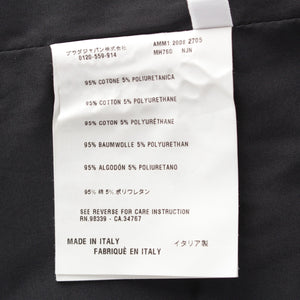 プラダジャパン株式会社
0120-559-914
AMM1 2008 2705
MH760 NJN
95% COTONE 5% POLIURETANICA
95% COTTON 5% POLYURETHANE
95% COTON 5% POLYURÉTHANE
95% BAUMWOLLE 5% POLYURETHAN
95% ALGODÓN 5% POLIURETANO
95% 綿 5% ポリウレタン
SEE REVERSE FOR CARE INSTRUCTION
RN.98339 - CA.34767
MADE IN ITALY イタリア製
FABRIQUÉ EN ITALY